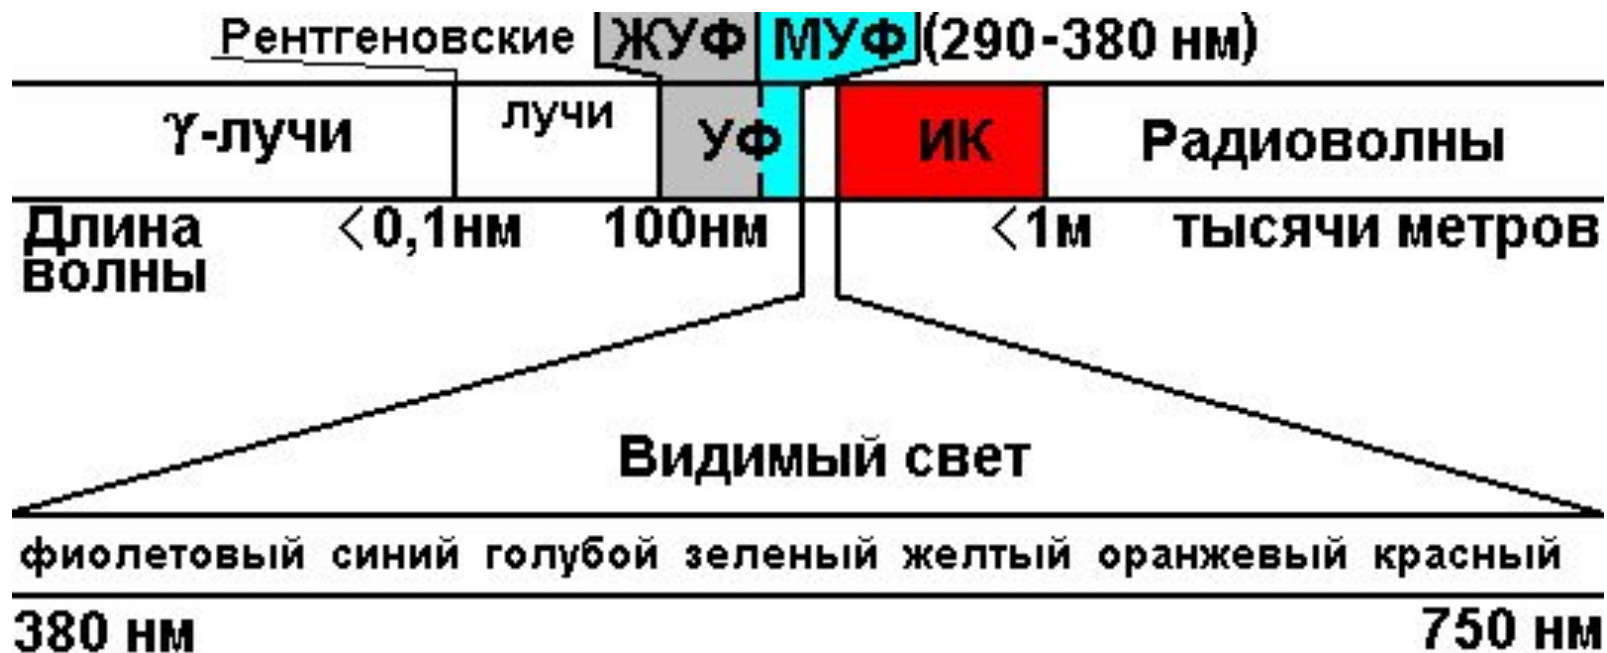 Рентгеновские ЖУФ МУФ (290-380 нм)
γ-лучи лучи УФ ИК Радиоволны
Длина волны <0,1нм 100нм <1м тысячи метров
Видимый свет
фиолетовый синий голубой зеленый желтый оранжевый красный
380 нм 750 нм